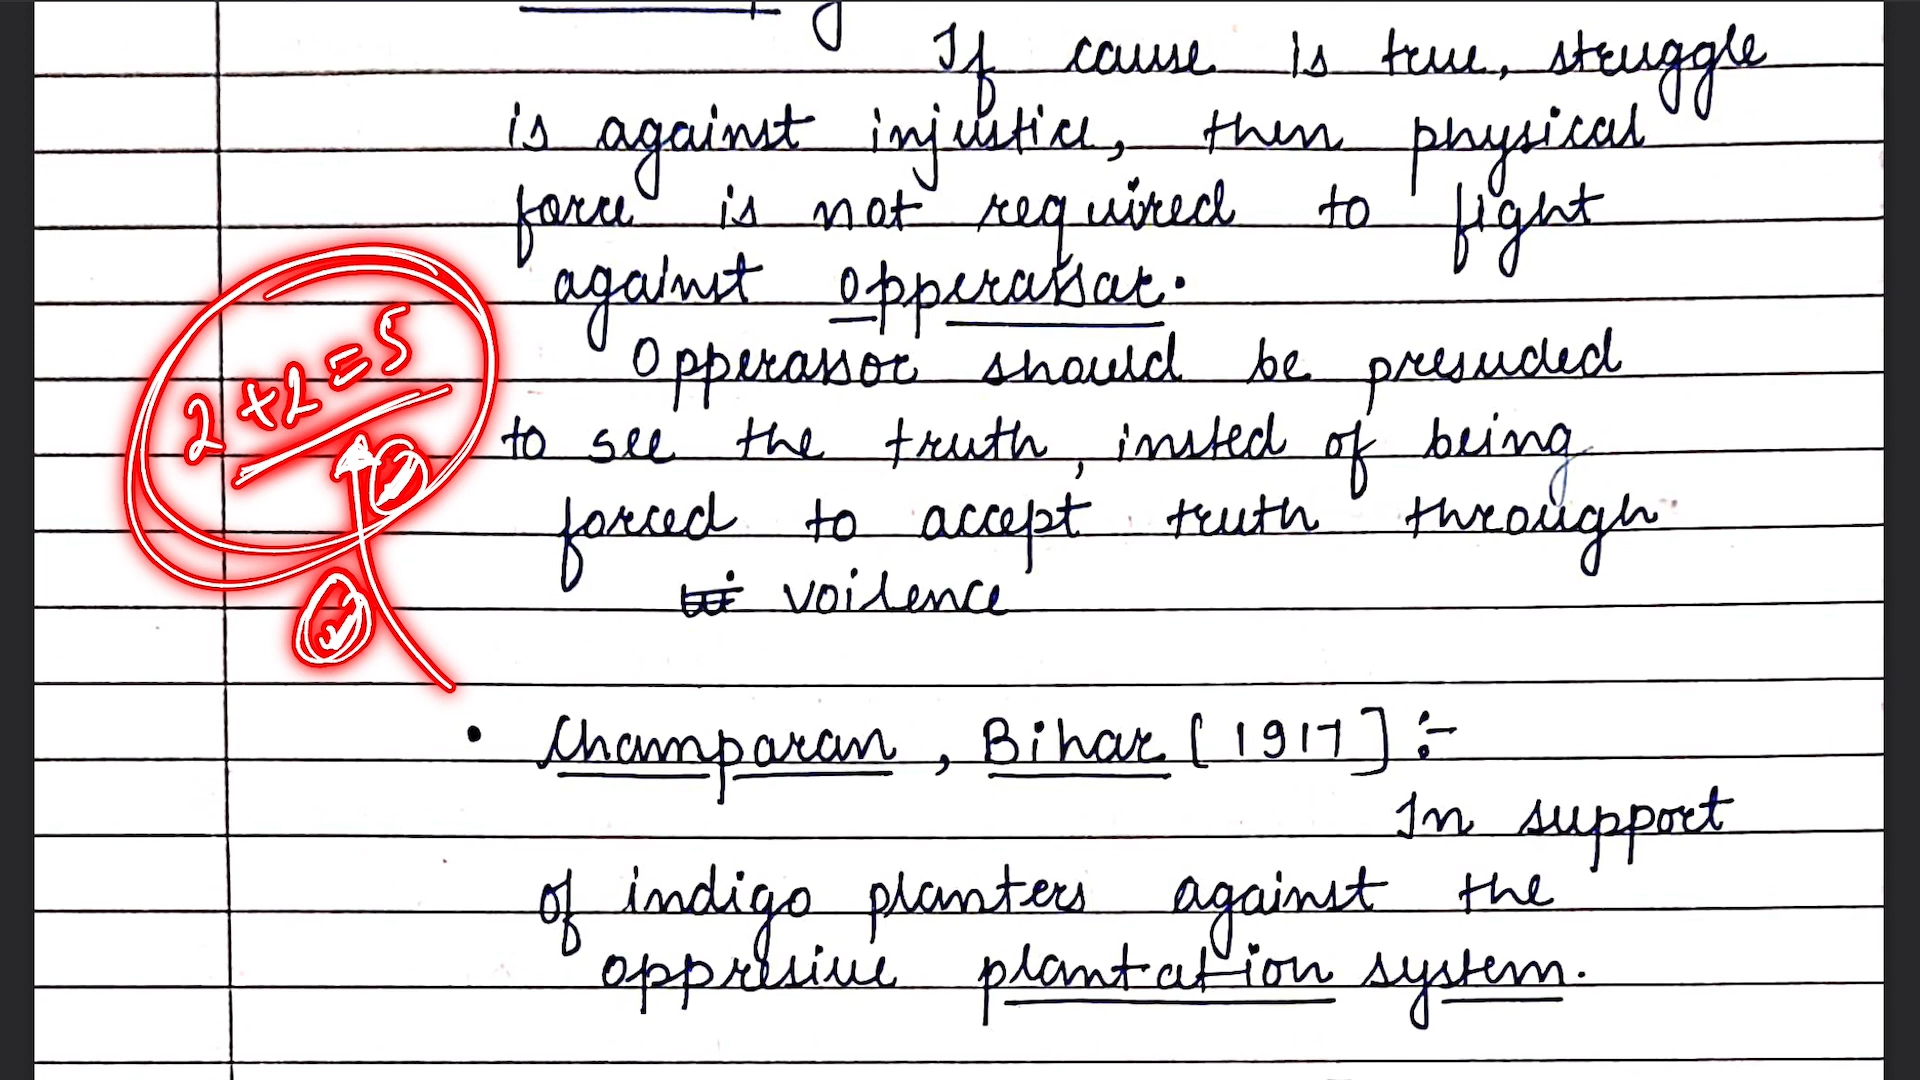 If cause is true, struggle
is against injustice, then physical
force is not required to fight
against opperassar.
2+2=5
Opperassor should be presuded
to see the truth, insted of being
forced to accept truth through
voilence
• Champaran, Bihar [1917] :-
In support
of indigo planters against the
oppresive plantation system.